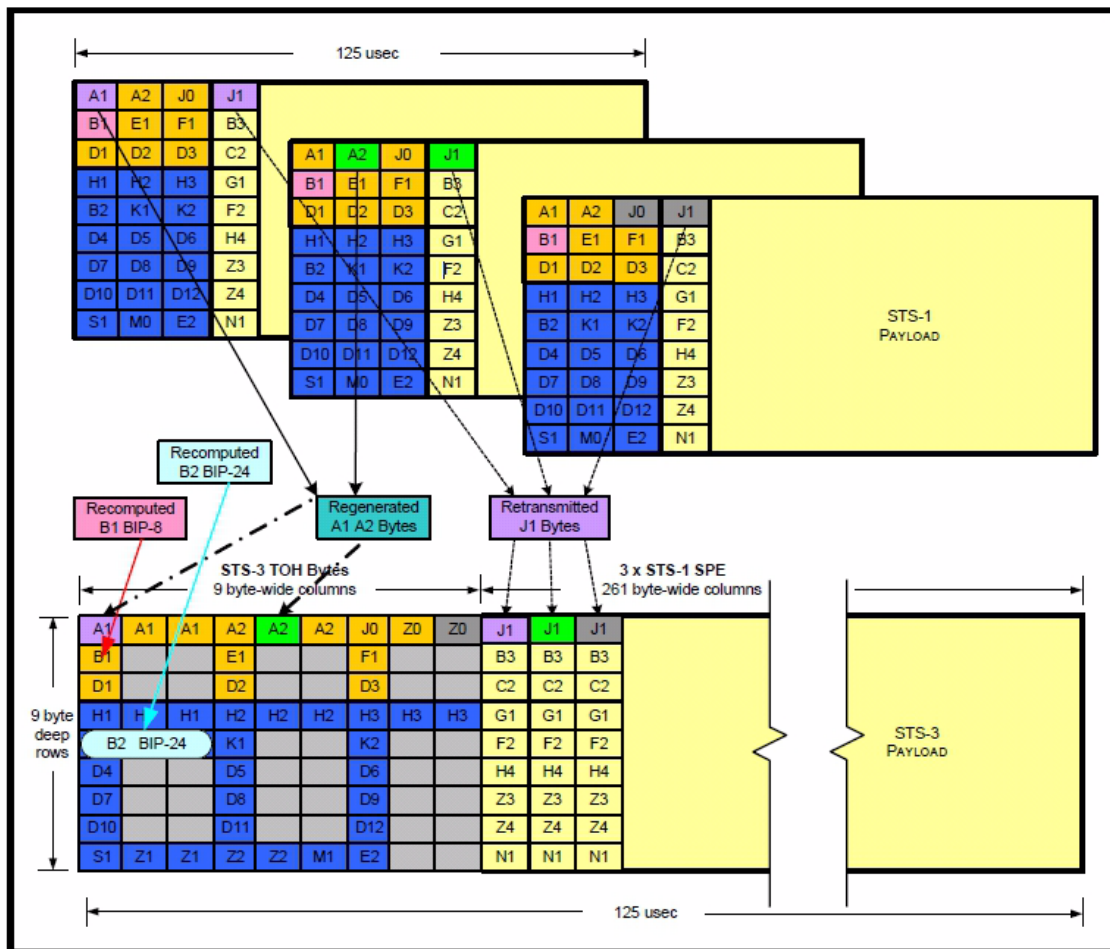 125 usec
A1 A2 J0 J1
B1 E1 F1 B3
D1 D2 D3 C2
H1 H2 H3 G1
B2 K1 K2 F2
D4 D5 D6 H4
D7 D8 D9 Z3
D10 D11 D12 Z4
S1 M0 E2 N1
A1 A2 J0 J1
B1 E1 F1 B3
D1 D2 D3 C2
H1 H2 H3 G1
B2 K1 K2 F2
D4 D5 D6 H4
D7 D8 D9 Z3
D10 D11 D12 Z4
S1 M0 E2 N1
A1 A2 J0 J1
B1 E1 F1 B3
D1 D2 D3 C2
H1 H2 H3 G1
B2 K1 K2 F2
D4 D5 D6 H4
D7 D8 D9 Z3
D10 D11 D12 Z4
S1 M0 E2 N1
STS-1
PAYLOAD
Recomputed
B2 BIP-24
Recomputed
B1 BIP-8
Regenerated
A1 A2 Bytes
Retransmitted
J1 Bytes
STS-3 TOH Bytes
9 byte-wide columns
3 x STS-1 SPE
261 byte-wide columns
9 byte
deep
rows
A1 A1 A1 A2 A2 A2 J0 Z0 Z0 J1 J1 J1
B1 E1 F1 B3 B3 B3
D1 D2 D3 C2 C2 C2
H1 H1 H1 H2 H2 H2 H3 H3 H3 G1 G1 G1
B2 BIP-24 K1 K2 F2 F2 F2
D4 D5 D6 H4 H4 H4
D7 D8 D9 Z3 Z3 Z3
D10 D11 D12 Z4 Z4 Z4
S1 Z1 Z1 Z2 Z2 M1 E2 N1 N1 N1
STS-3
PAYLOAD
125 usec